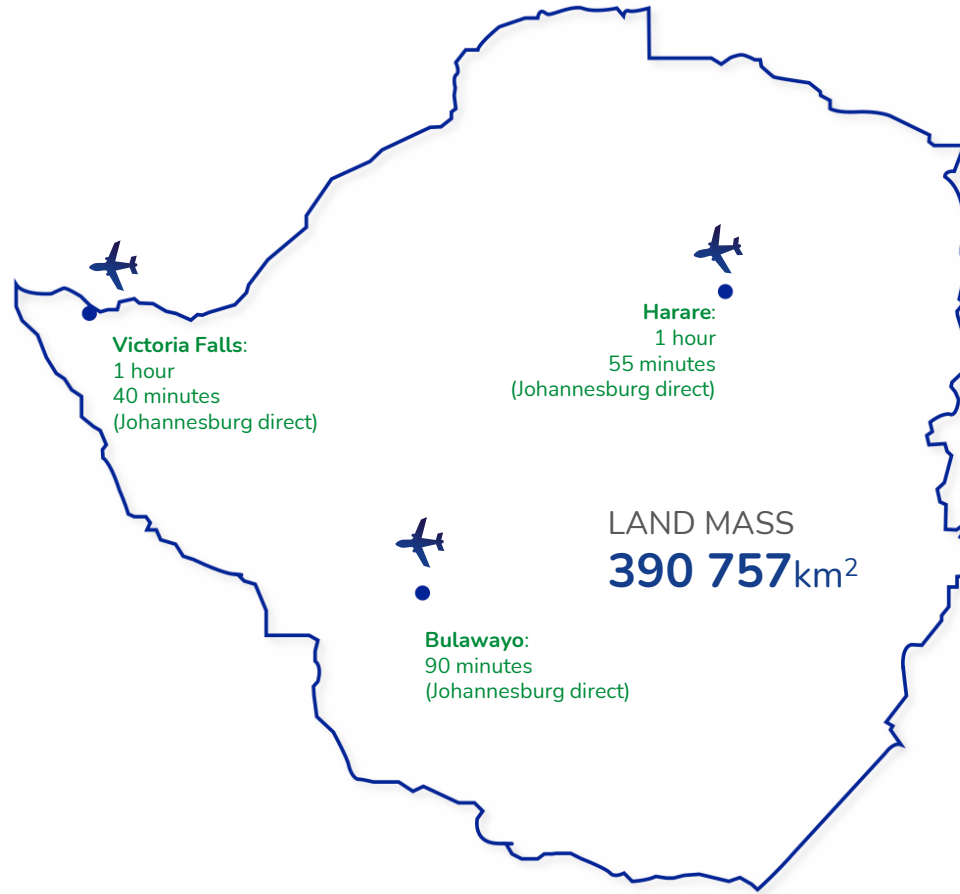 Harare:
1 hour
55 minutes
(Johannesburg direct)
Victoria Falls:
1 hour
40 minutes
(Johannesburg direct)
LAND MASS
390 757km²
Bulawayo:
90 minutes
(Johannesburg direct)